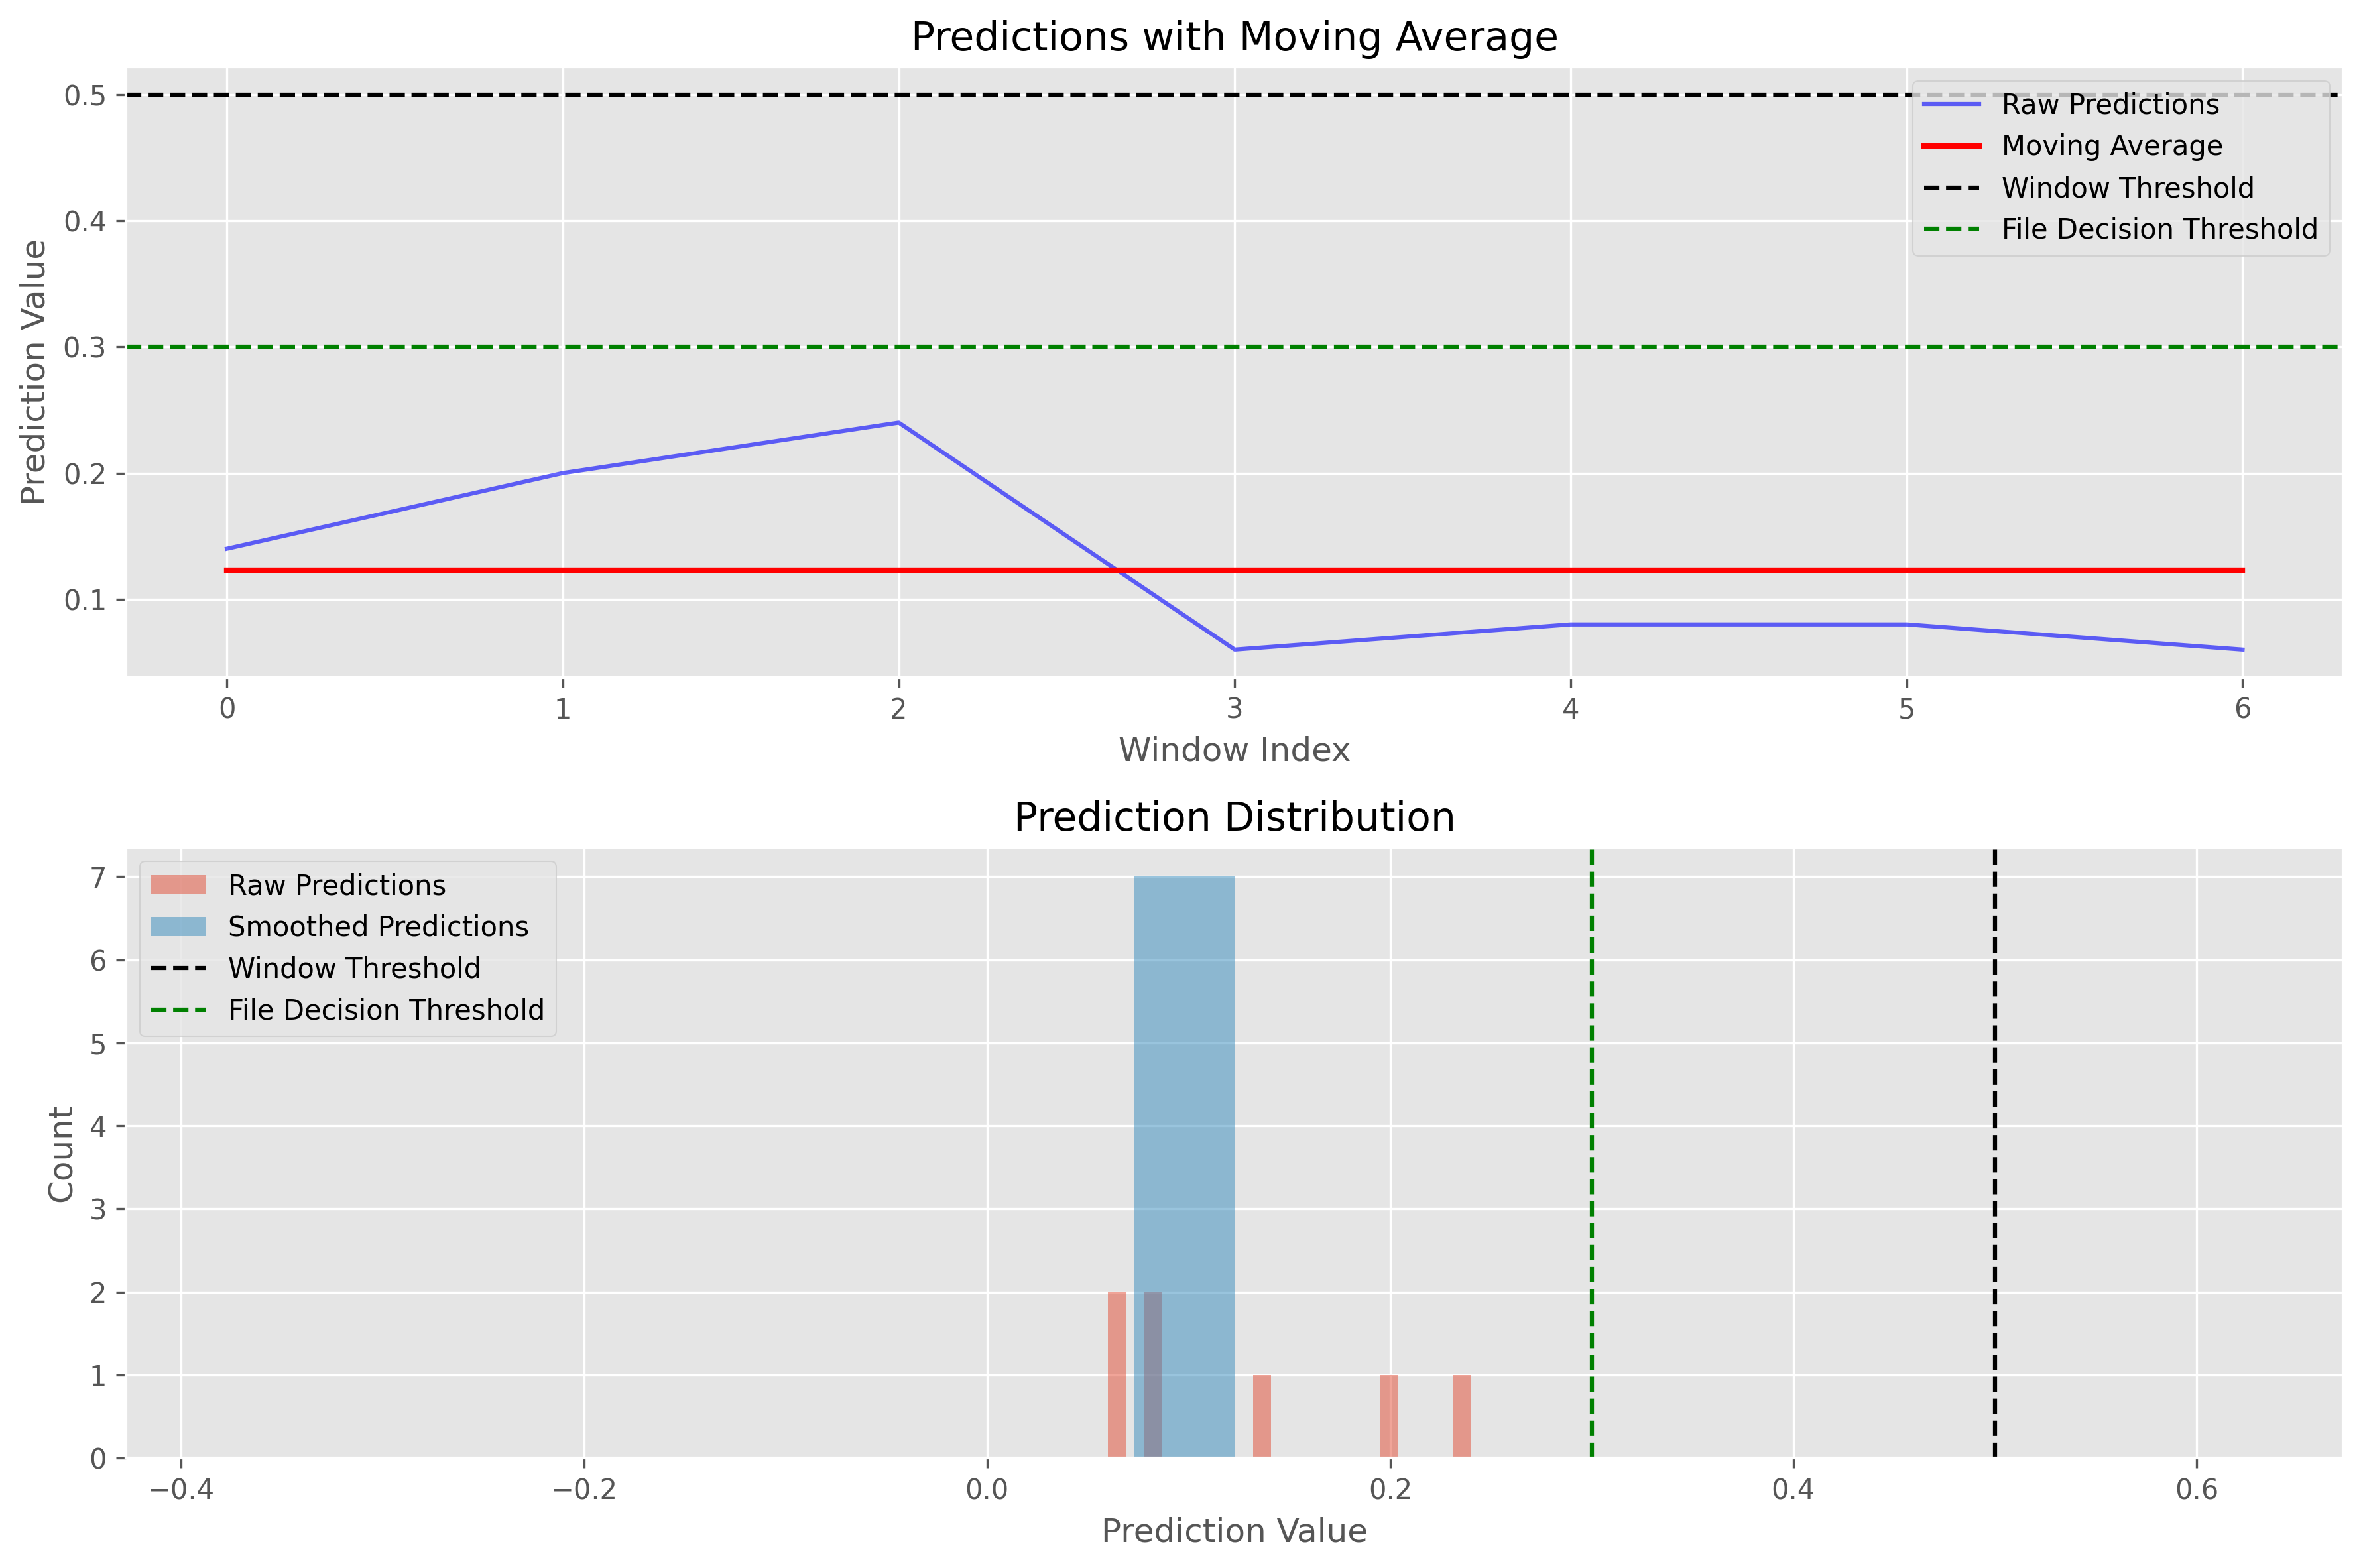 Predictions with Moving Average
Prediction Value
0.5
0.4
0.3
0.2
0.1
Raw Predictions
Moving Average
Window Threshold
File Decision Threshold
0 1 2 3 4 5 6
Window Index
Prediction Distribution
Count
7
6
5
4
3
2
1
0
Raw Predictions
Smoothed Predictions
Window Threshold
File Decision Threshold
−0.4 −0.2 0.0 0.2 0.4 0.6
Prediction Value